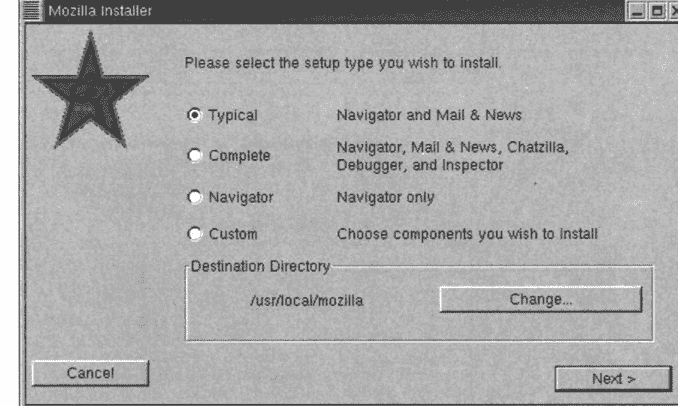 Mozilla Installer
Please select the setup type you wish to install.
Typical Navigator and Mail & News
Complete Navigator, Mail & News, Chatzilla,
Debugger, and Inspector
Navigator Navigator only
Custom Choose components you wish to install
Destination Directory
/usr/local/mozilla Change...
Cancel Next >